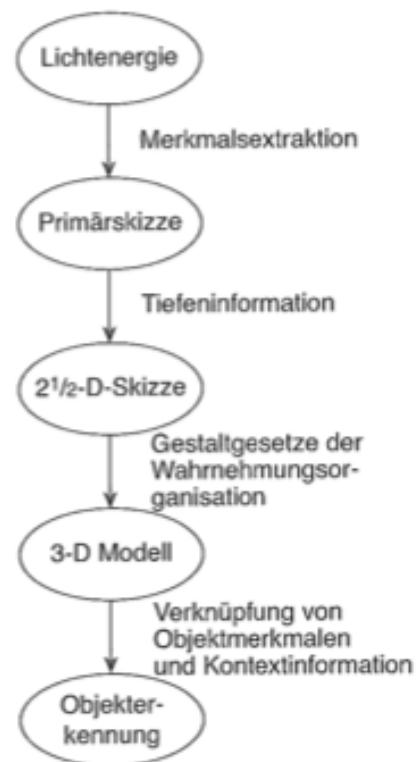 Lichtenergie
Merkmalsextraktion
Primärskizze
Tiefeninformation
2½-D-Skizze
Gestaltgesetze der
Wahrnehmungsor-
ganisation
3-D Modell
Verknüpfung von
Objektmerkmalen
und Kontextinformation
Objekter-
kennung